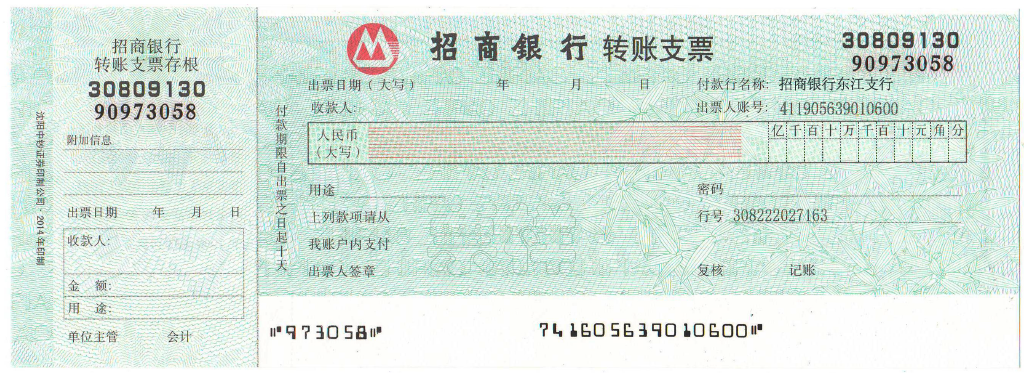 招商银行
转账支票存根
30809130
90973058
附加信息
出票日期 年 月 日
收款人:
金 额:
用 途:
单位主管 会计
沈阳中钞证券印制公司·2014年印制
招商银行 转账支票
30809130
90973058
出票日期(大写) 年 月 日
付款行名称: 招商银行东江支行
收款人:
出票人账号: 411905639010600
人民币
(大写)
亿千百十万千百十元角分
用途
密码
上列款项请从
行号 308222027163
我账户内支付
出票人签章
复核 记账
付款期限自出票之日起十天
⑈973058⑈ 741605639010600⑈